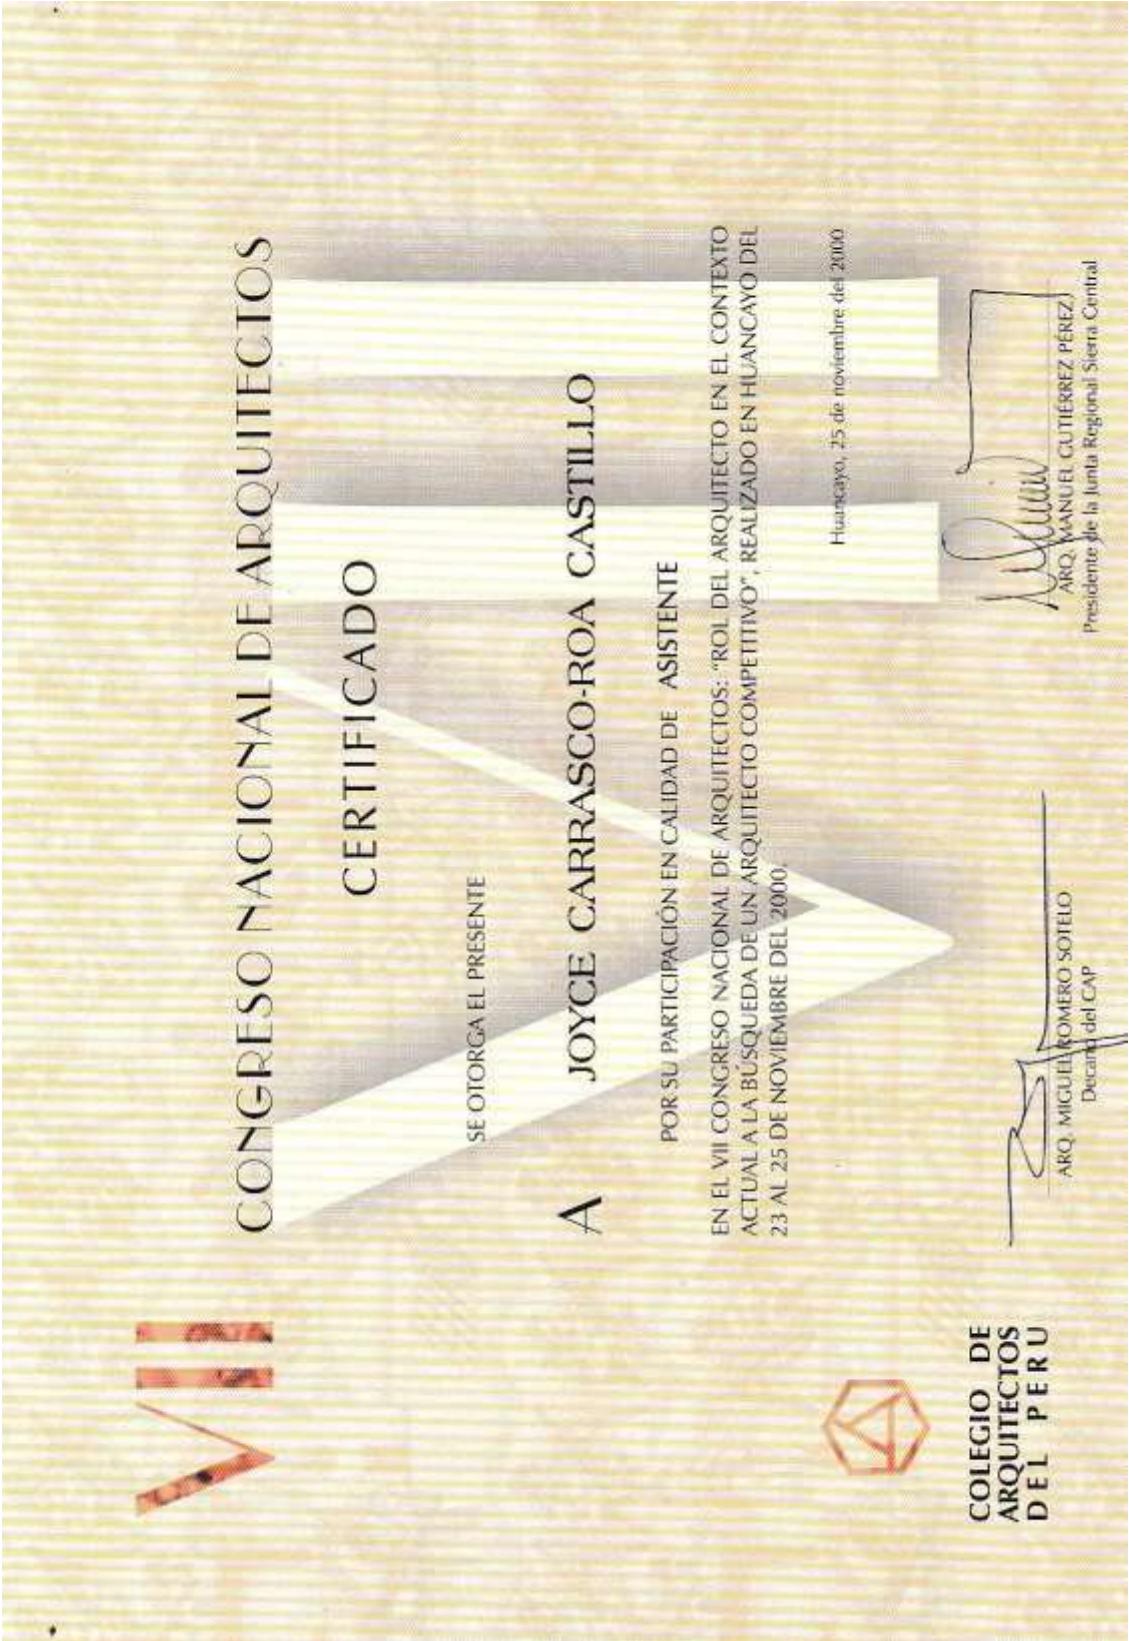 VII
CONGRESO NACIONAL DE ARQUITECTOS
CERTIFICADO
SE OTORGA EL PRESENTE
A JOYCE CARRASCO-ROA CASTILLO
POR SU PARTICIPACIÓN EN CALIDAD DE ASISTENTE
EN EL VII CONGRESO NACIONAL DE ARQUITECTOS: "ROL DEL ARQUITECTO EN EL CONTEXTO
ACTUAL A LA BÚSQUEDA DE UN ARQUITECTO COMPETITIVO", REALIZADO EN HUANCAYO DEL
23 AL 25 DE NOVIEMBRE DEL 2000.
Huancayo, 25 de noviembre del 2000
COLEGIO DE
ARQUITECTOS
DEL PERU
ARQ. MIGUEL ROMERO SOTELO
Decano del CAP
ARQ. MANUEL GUTIÉRREZ PÉREZ
Presidente de la Junta Regional Sierra Central